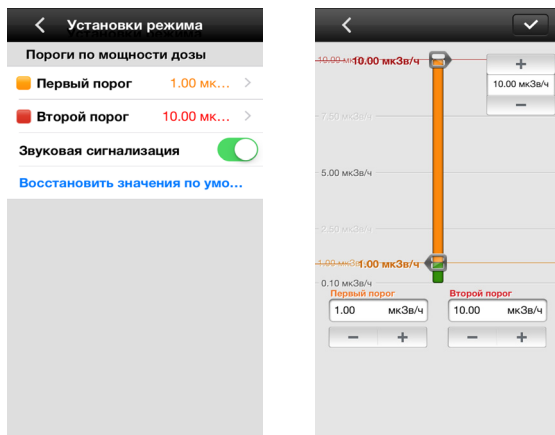 Установки режима
Пороги по мощности дозы
Первый порог 1.00 мк...
Второй порог 10.00 мк...
Звуковая сигнализация
Восстановить значения по умо...
10.00 мкЗв/ч
10.00 мкЗв/ч
+
10.00 мкЗв/ч
−
7.50 мкЗв/ч
5.00 мкЗв/ч
2.50 мкЗв/ч
1.00 мкЗв/ч
1.00 мкЗв/ч
0.10 мкЗв/ч
Первый порог Второй порог
1.00 мкЗв/ч 10.00 мкЗв/ч
− + − +